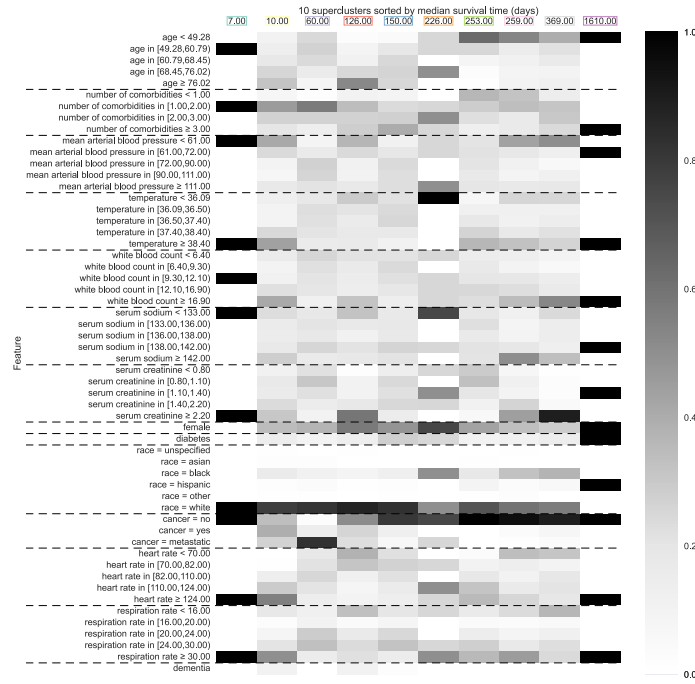 10 superclusters sorted by median survival time (days)
7.00 10.00 60.00 126.00 150.00 226.00 253.00 259.00 369.00 1610.00
age < 49.28
age in [49.28,60.79)
age in [60.79,68.45)
age in [68.45,76.02)
age ≥ 76.02
number of comorbidities < 1.00
number of comorbidities in [1.00,2.00)
number of comorbidities in [2.00,3.00)
number of comorbidities ≥ 3.00
mean arterial blood pressure < 61.00
mean arterial blood pressure in [61.00,72.00)
mean arterial blood pressure in [72.00,90.00)
mean arterial blood pressure in [90.00,111.00)
mean arterial blood pressure ≥ 111.00
temperature < 36.09
temperature in [36.09,36.50)
temperature in [36.50,37.40)
temperature in [37.40,38.40)
temperature ≥ 38.40
white blood count < 6.40
white blood count in [6.40,9.30)
white blood count in [9.30,12.10)
white blood count in [12.10,16.90)
white blood count ≥ 16.90
serum sodium < 133.00
serum sodium in [133.00,136.00)
serum sodium in [136.00,138.00)
serum sodium in [138.00,142.00)
serum sodium ≥ 142.00
serum creatinine < 0.80
serum creatinine in [0.80,1.10)
serum creatinine in [1.10,1.40)
serum creatinine in [1.40,2.20)
serum creatinine ≥ 2.20
female
diabetes
race = unspecified
race = asian
race = black
race = hispanic
race = other
race = white
cancer = no
cancer = yes
cancer = metastatic
heart rate < 70.00
heart rate in [70.00,82.00)
heart rate in [82.00,110.00)
heart rate in [110.00,124.00)
heart rate ≥ 124.00
respiration rate < 16.00
respiration rate in [16.00,20.00)
respiration rate in [20.00,24.00)
respiration rate in [24.00,30.00)
respiration rate ≥ 30.00
dementia
Feature
1.0
0.8
0.6
0.4
0.2
0.0